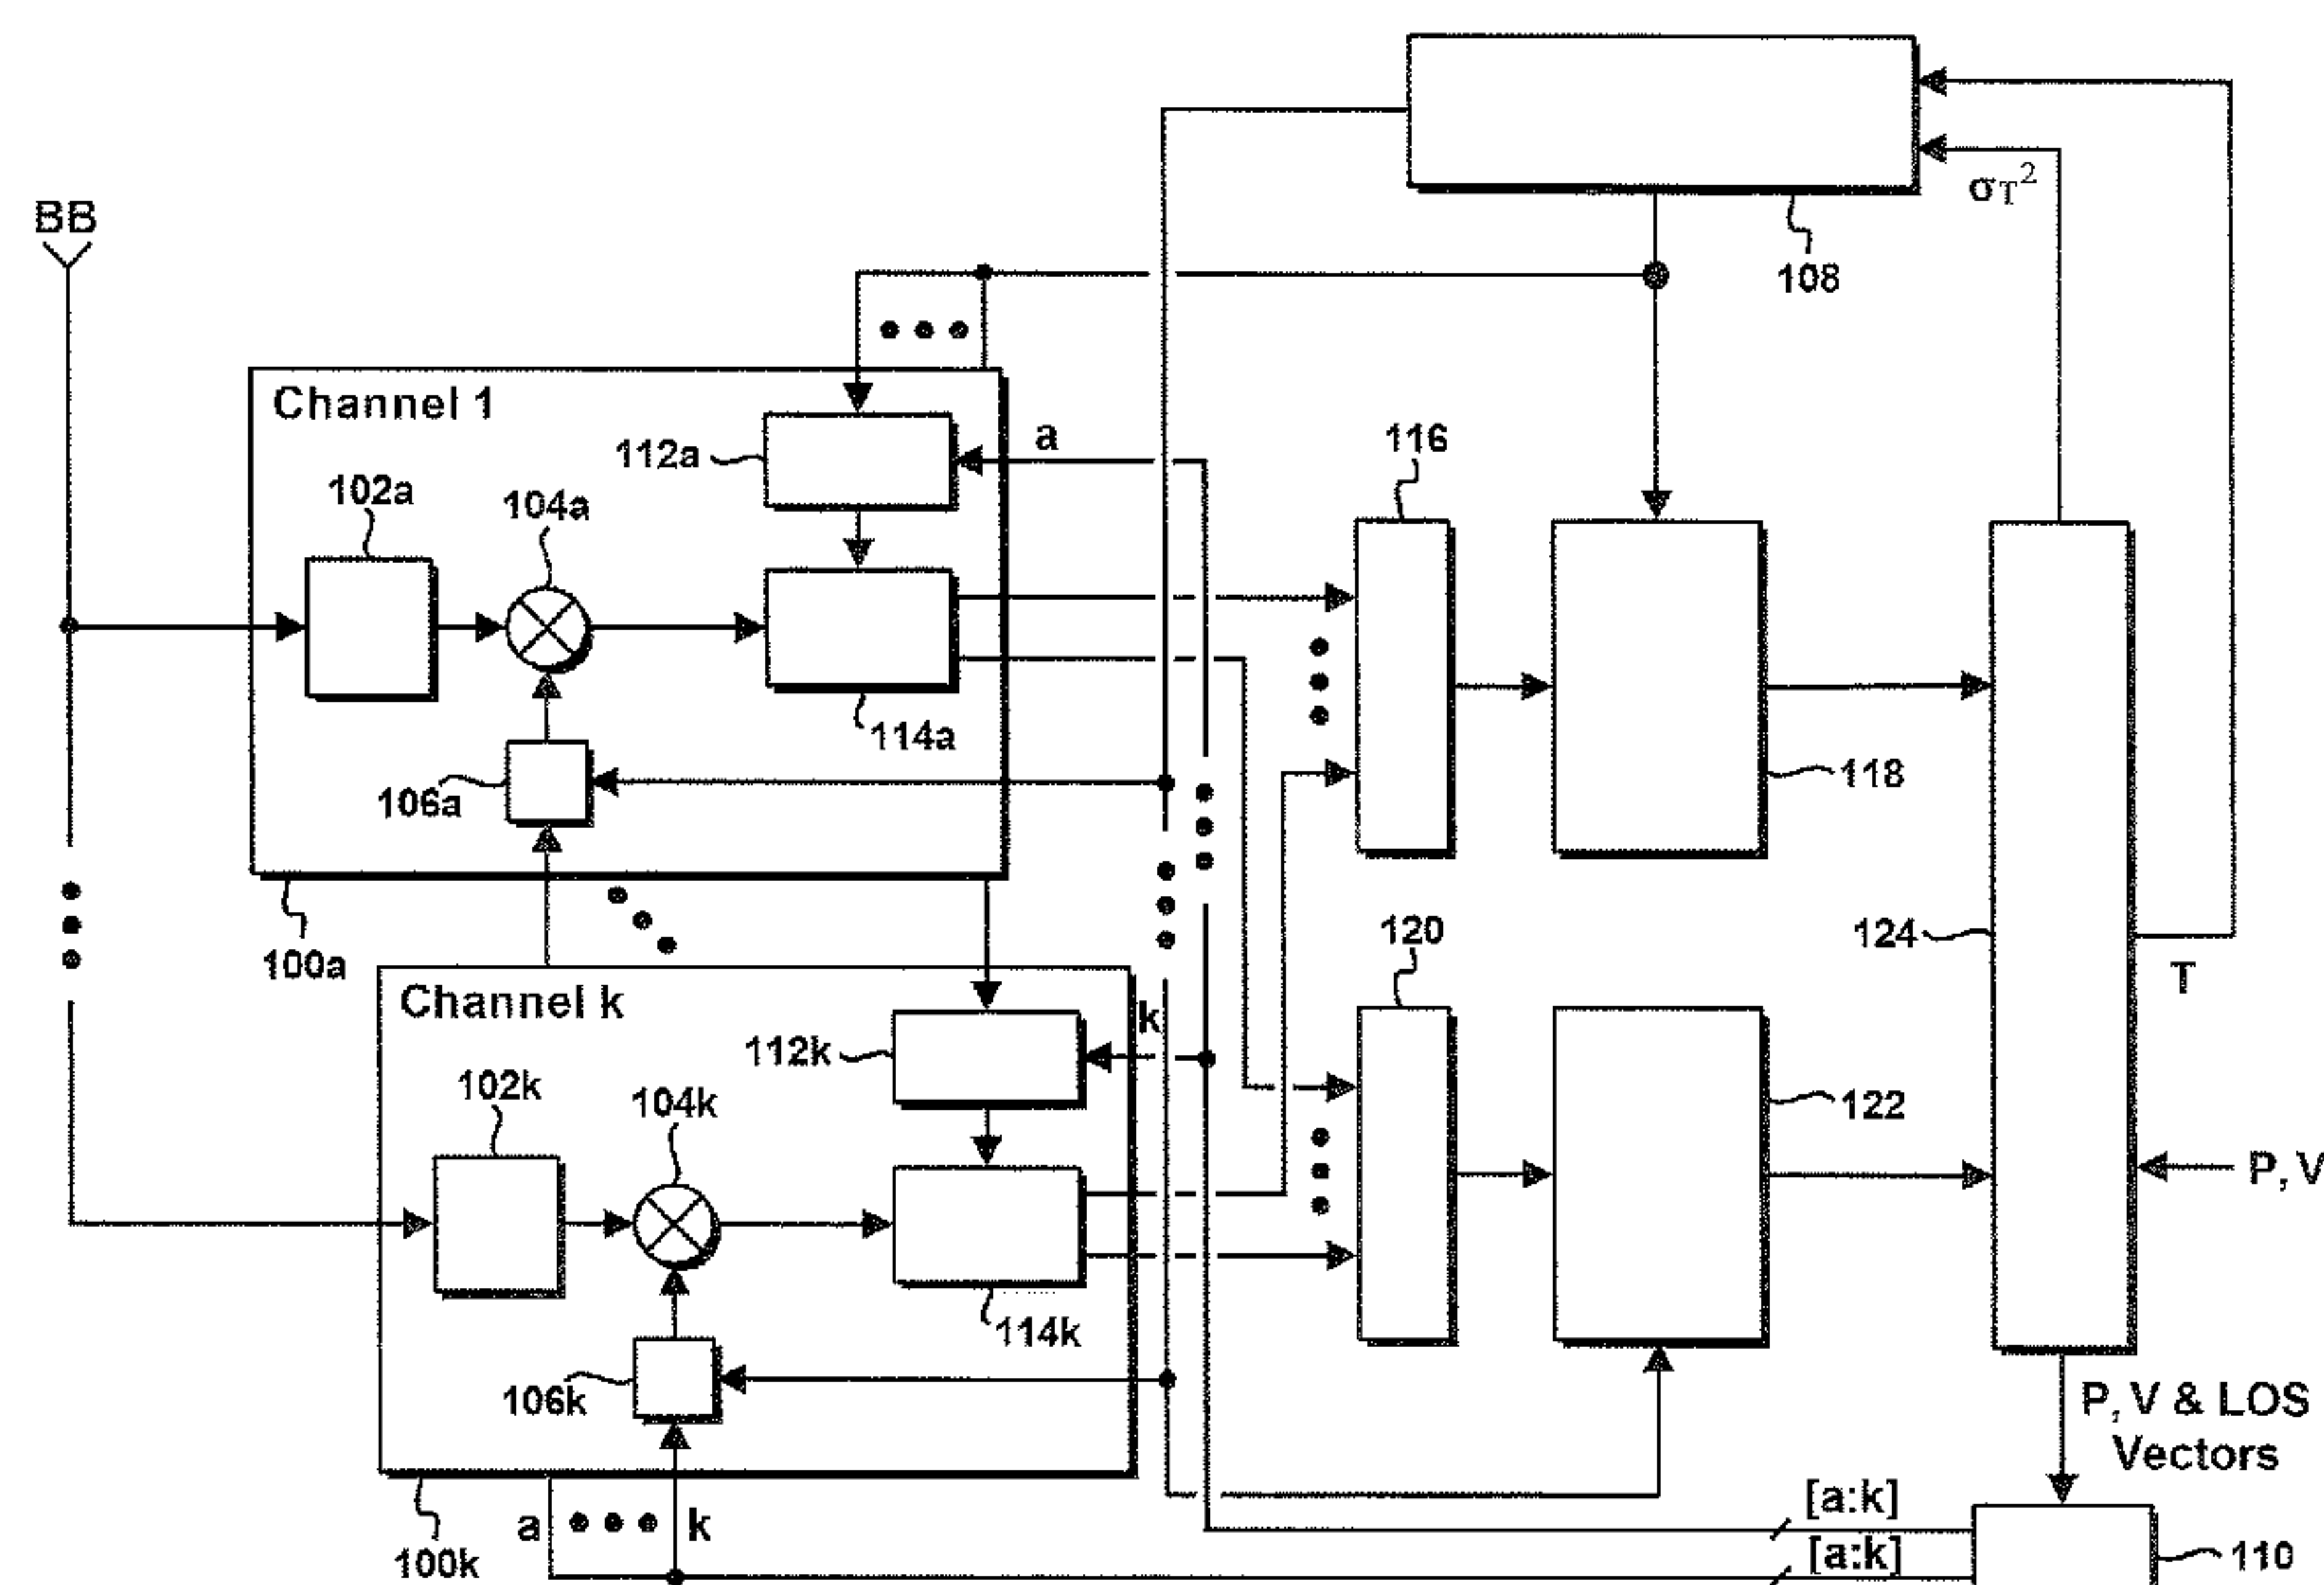 σT²
BB
108
Channel 1
112a
a
116
102a
104a
114a
118
106a
100a
120
124
T
Channel k
k
112k
102k
104k
122
P, V
114k
106k
P, V & LOS
Vectors
a
k
[a:k]
[a:k]
100k
110